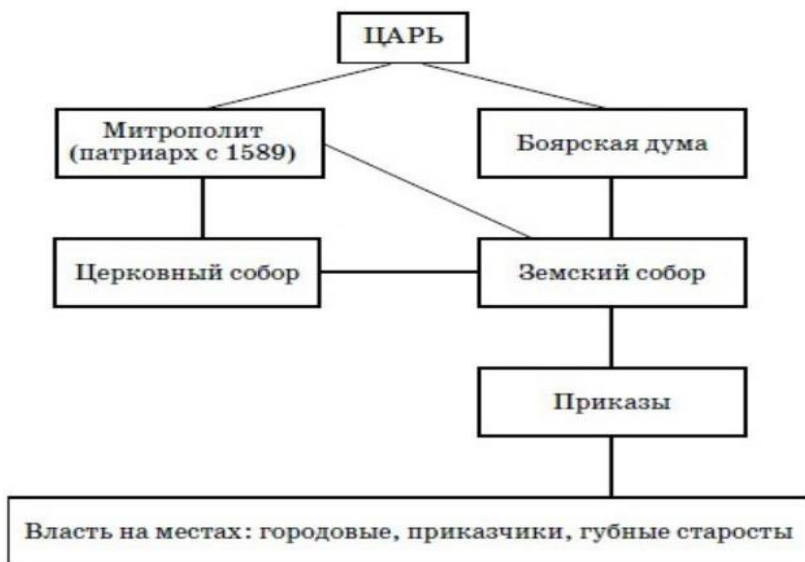 ЦАРЬ
Митрополит
(патриарх с 1589)
Боярская дума
Церковный собор
Земский собор
Приказы
Власть на местах: городовые, приказчики, губные старосты